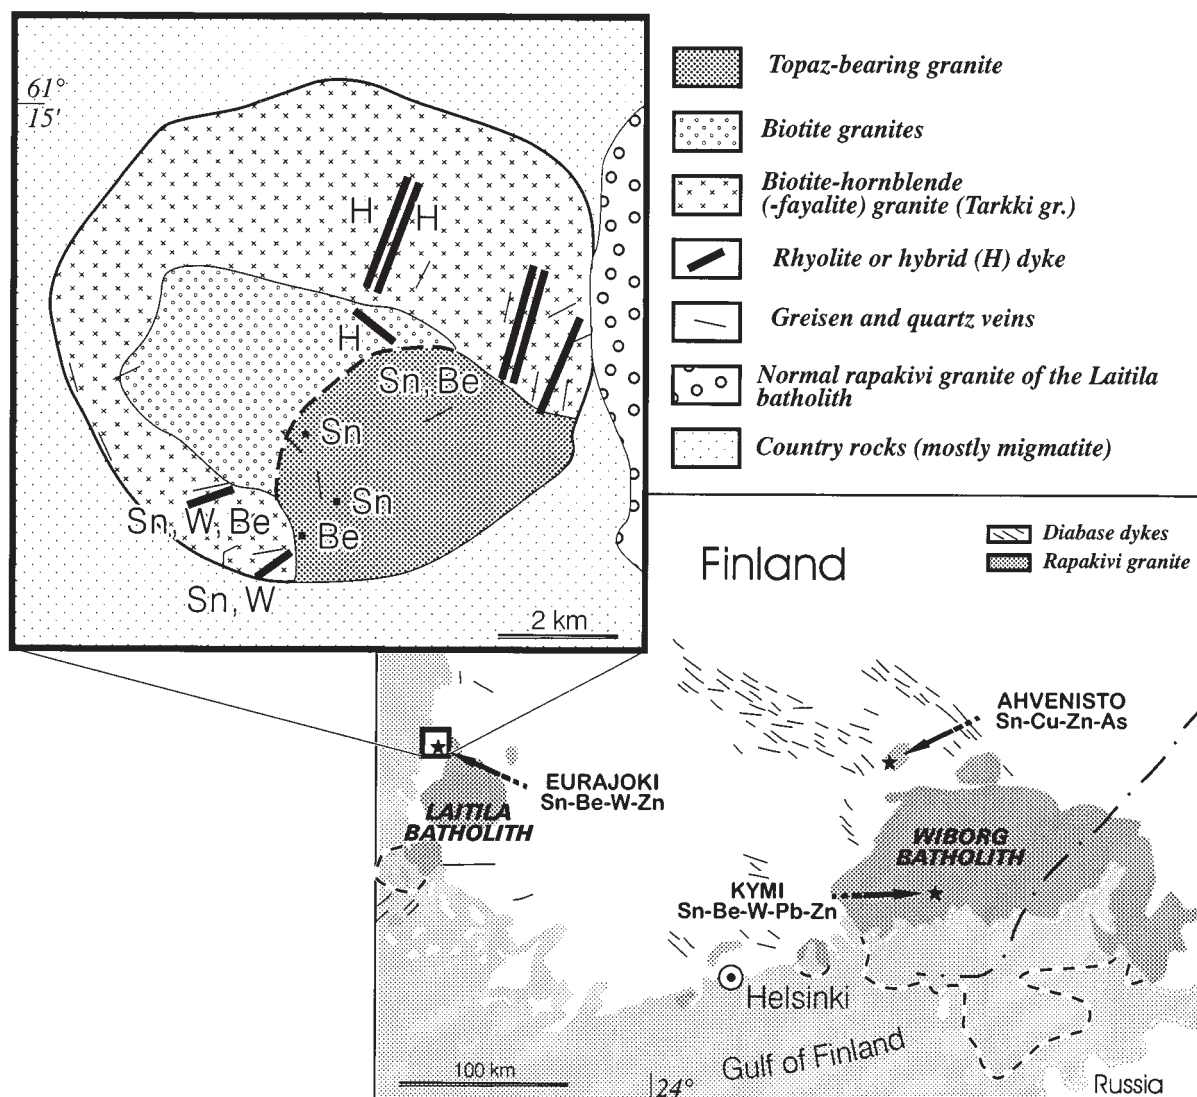 61°
15'
H
H
H
Sn, Be
Sn
Sn
Sn, W, Be
Be
Sn, W
2 km
Topaz-bearing granite
Biotite granites
Biotite-hornblende
(-fayalite) granite (Tarkki gr.)
Rhyolite or hybrid (H) dyke
Greisen and quartz veins
Normal rapakivi granite of the Laitila
batholith
Country rocks (mostly migmatite)
Finland
Diabase dykes
Rapakivi granite
AHVENISTO
Sn-Cu-Zn-As
EURAJOKI
Sn-Be-W-Zn
LAITILA
BATHOLITH
WIBORG
BATHOLITH
KYMI
Sn-Be-W-Pb-Zn
Helsinki
Gulf of Finland
100 km
24°
Russia